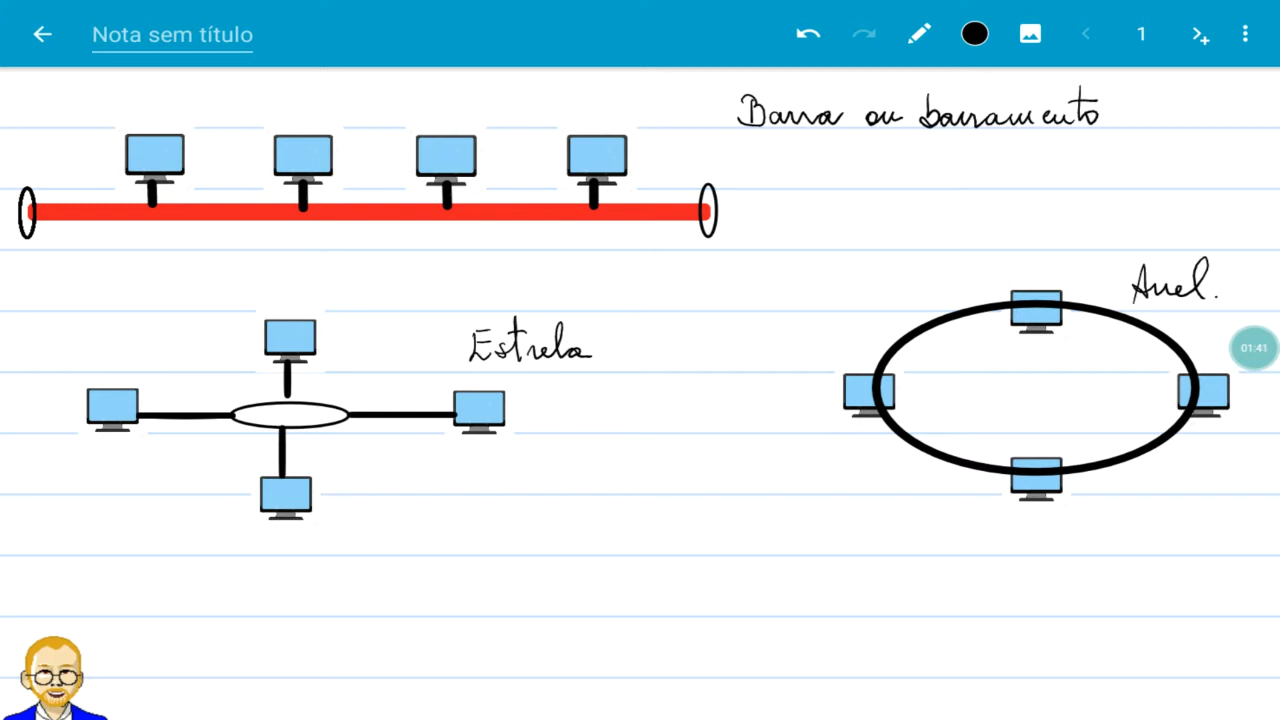 Nota sem título
1
Barra ou barramento
Anel.
Estrela
01:41